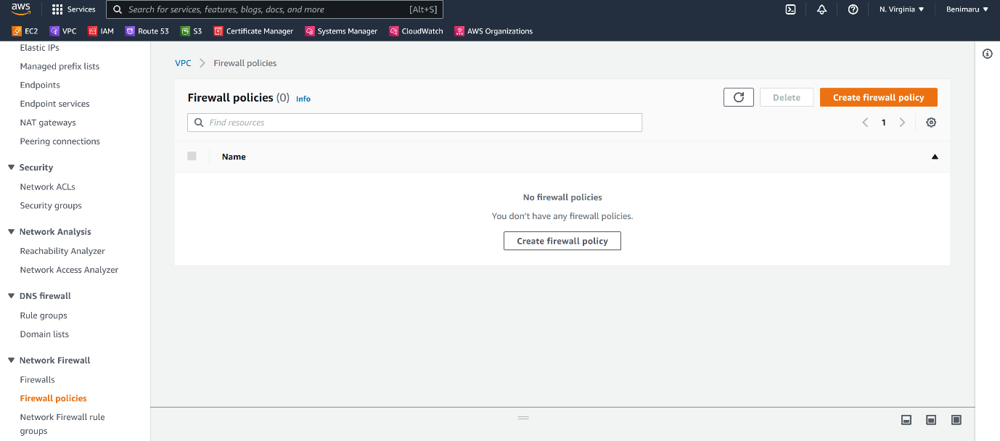 aws
Services
Search for services, features, blogs, docs, and more
[Alt+S]
N. Virginia
Benimaru
EC2
VPC
IAM
Route 53
S3
Certificate Manager
Systems Manager
CloudWatch
AWS Organizations
Elastic IPs
Managed prefix lists
Endpoints
Endpoint services
NAT gateways
Peering connections
Security
Network ACLs
Security groups
Network Analysis
Reachability Analyzer
Network Access Analyzer
DNS firewall
Rule groups
Domain lists
Network Firewall
Firewalls
Firewall policies
Network Firewall rule
groups
VPC
Firewall policies
Firewall policies (0) Info
Delete
Create firewall policy
Find resources
1
Name
No firewall policies
You don't have any firewall policies.
Create firewall policy